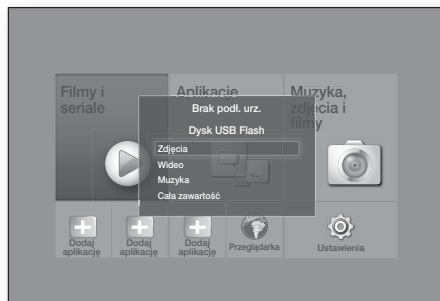 Filmy i
seriale
Aplikacje
Muzyka,
zdjęcia i
filmy
Brak podł. urz.
Dysk USB Flash
Zdjęcia
Wideo
Muzyka
Cała zawartość
Dodaj
aplikację
Dodaj
aplikację
Dodaj
aplikację
Przeglądarka
Ustawienia